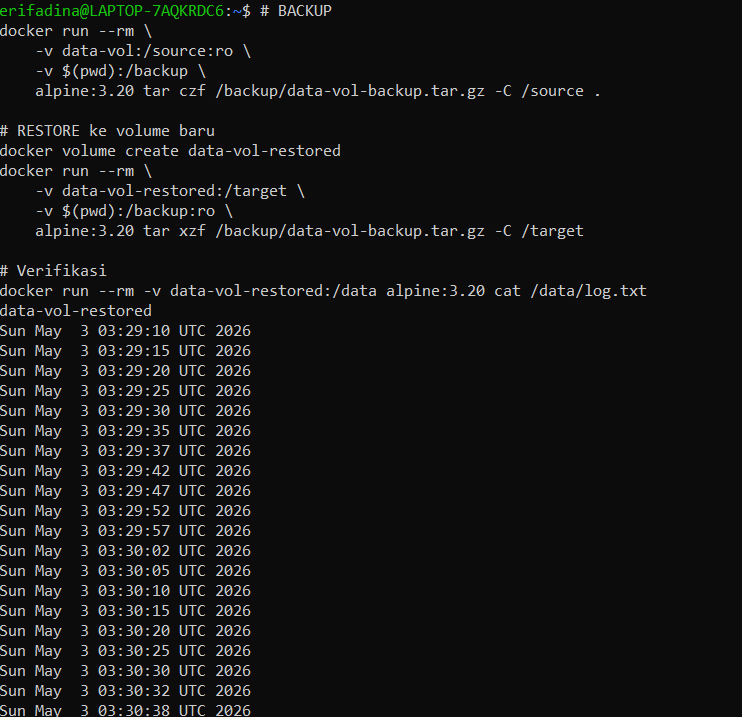 erifadina@LAPTOP-7AQKRDC6:~$ # BACKUP
docker run --rm \
    -v data-vol:/source:ro \
    -v $(pwd):/backup \
    alpine:3.20 tar czf /backup/data-vol-backup.tar.gz -C /source .

# RESTORE ke volume baru
docker volume create data-vol-restored
docker run --rm \
    -v data-vol-restored:/target \
    -v $(pwd):/backup:ro \
    alpine:3.20 tar xzf /backup/data-vol-backup.tar.gz -C /target

# Verifikasi
docker run --rm -v data-vol-restored:/data alpine:3.20 cat /data/log.txt
data-vol-restored
Sun May  3 03:29:10 UTC 2026
Sun May  3 03:29:15 UTC 2026
Sun May  3 03:29:20 UTC 2026
Sun May  3 03:29:25 UTC 2026
Sun May  3 03:29:30 UTC 2026
Sun May  3 03:29:35 UTC 2026
Sun May  3 03:29:37 UTC 2026
Sun May  3 03:29:42 UTC 2026
Sun May  3 03:29:47 UTC 2026
Sun May  3 03:29:52 UTC 2026
Sun May  3 03:29:57 UTC 2026
Sun May  3 03:30:02 UTC 2026
Sun May  3 03:30:05 UTC 2026
Sun May  3 03:30:10 UTC 2026
Sun May  3 03:30:15 UTC 2026
Sun May  3 03:30:20 UTC 2026
Sun May  3 03:30:25 UTC 2026
Sun May  3 03:30:30 UTC 2026
Sun May  3 03:30:32 UTC 2026
Sun May  3 03:30:38 UTC 2026